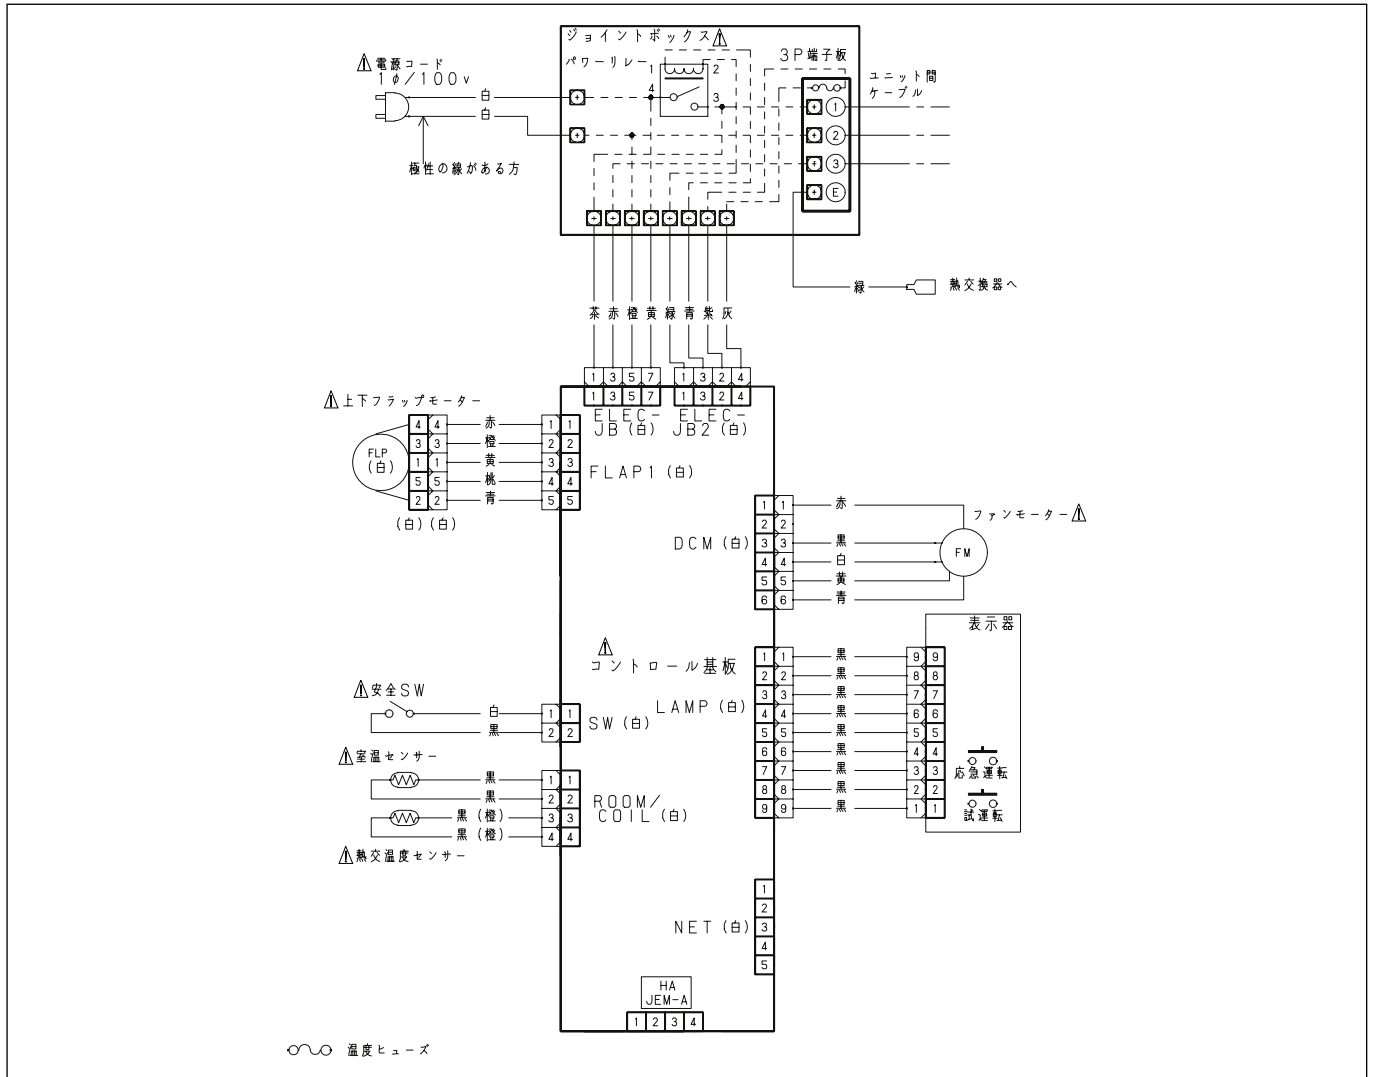 ジョイントボックス⚠
⚠電源コード
1φ/100v
パワーリレー
1 2
4 3
3P端子板
ユニット間
ケーブル
白
白
極性の線がある方
1
2
3
E
緑
熱交換器へ
茶 赤 橙 黄 緑 青 紫 灰
1 3 5 7 1 3 2 4
1 3 5 7 1 3 2 4
ELEC-
JB(白)
ELEC-
JB2(白)
⚠上下フラップモーター
FLP
(白)
4 4 赤 1 1
3 3 橙 2 2
1 1 黄 3 3
5 5 桃 4 4
2 2 青 5 5
(白)(白)
FLAP1(白)
DCM(白)
1 1 赤
2 2
3 3 黒
4 4 白
5 5 黄
6 6 青
ファンモーター⚠
FM
表示器
⚠
コントロール基板
LAMP(白)
1 1 黒 9 9
2 2 黒 8 8
3 3 黒 7 7
4 4 黒 6 6
5 5 黒 5 5
6 6 黒 4 4
7 7 黒 3 3
8 8 黒 2 2
9 9 黒 1 1
応急運転
試運転
⚠安全SW
白 1 1
黒 2 2
SW(白)
⚠室温センサー
黒 1 1
黒 2 2
黒(橙) 3 3
黒(橙) 4 4
ROOM/
COIL(白)
⚠熱交温度センサー
NET(白)
1
2
3
4
5
HA
JEM-A
1 2 3 4
温度ヒューズ